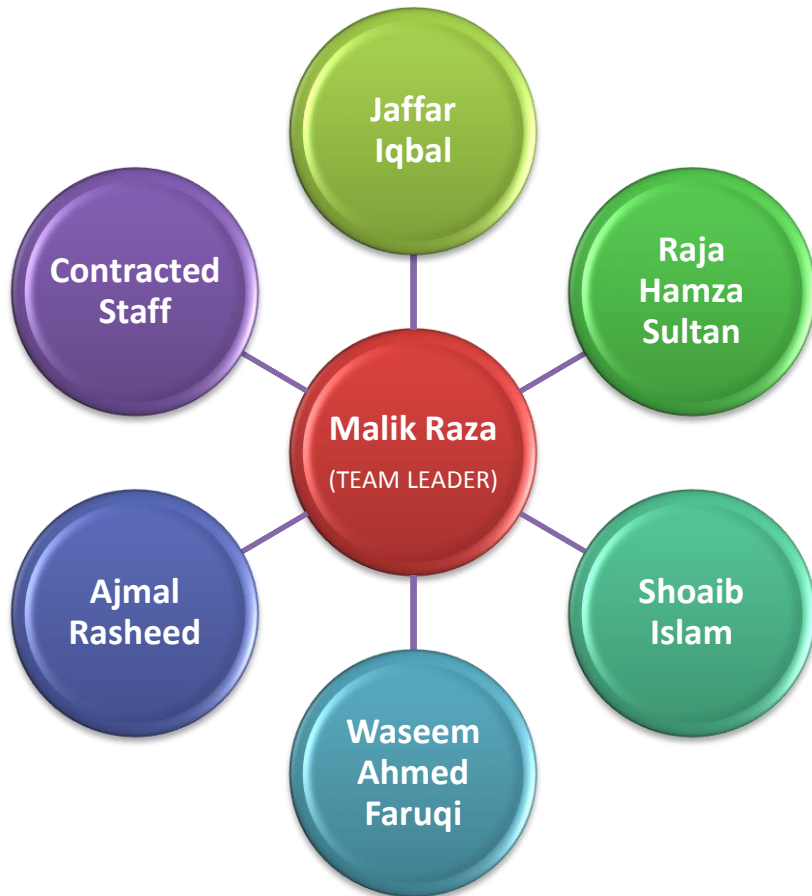 Jaffar
Iqbal
Contracted
Staff
Raja
Hamza
Sultan
Malik Raza
(TEAM LEADER)
Ajmal
Rasheed
Shoaib
Islam
Waseem
Ahmed
Faruqi